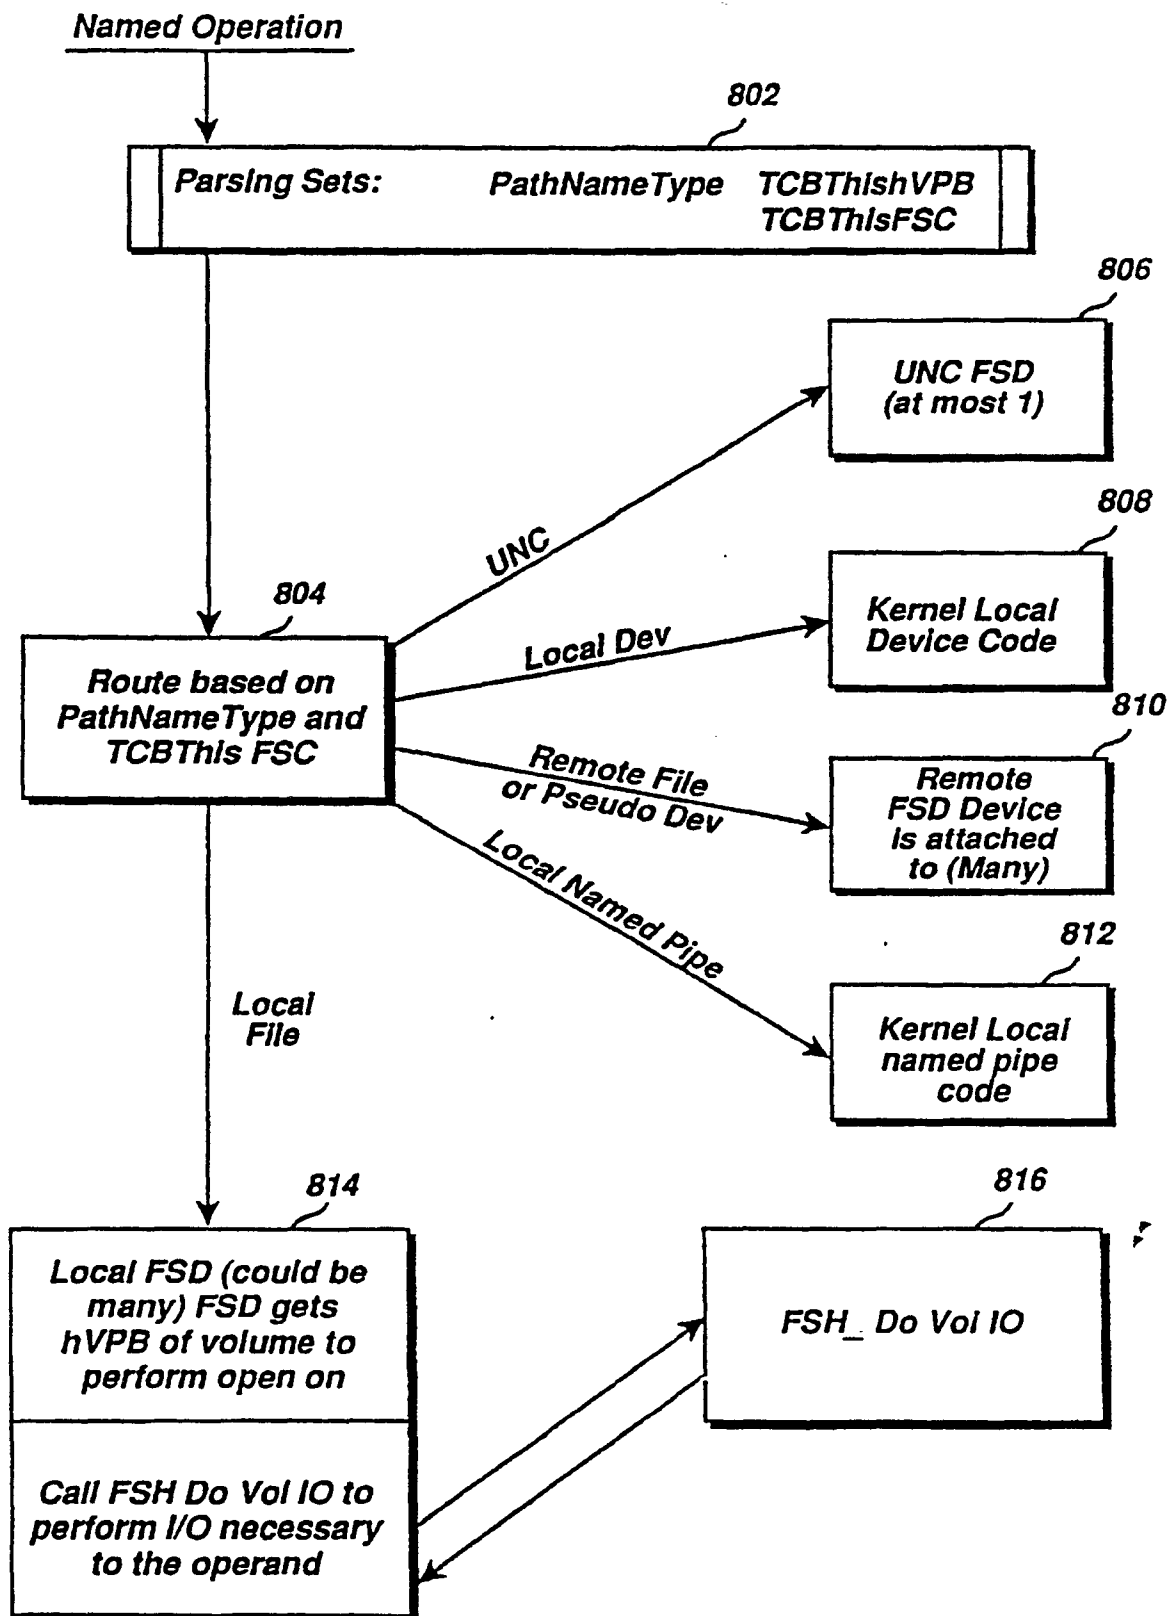 Named Operation
802
Parsing Sets: PathNameType TCBThishVPB
TCBThisFSC
806
UNC FSD
(at most 1)
UNC
808
Kernel Local
Device Code
804
Route based on
PathNameType and
TCBThis FSC
Local Dev
810
Remote File
or Pseudo Dev
Remote
FSD Device
is attached
to (Many)
Local Named Pipe
812
Kernel Local
named pipe
code
Local
File
814
Local FSD (could be
many) FSD gets
hVPB of volume to
perform open on
Call FSH Do Vol IO to
perform I/O necessary
to the operand
816
FSH_ Do Vol IO